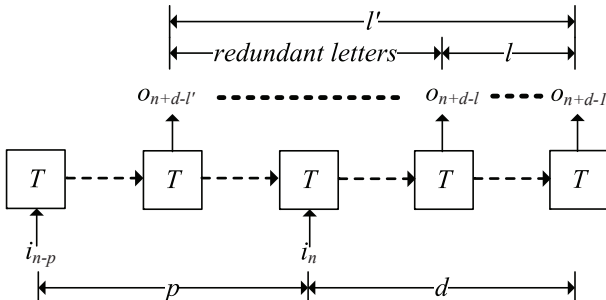 l'
redundant letters l
o_{n+d-l'} o_{n+d-l} o_{n+d-1}
T T T T T
i_{n-p} i_n
p d